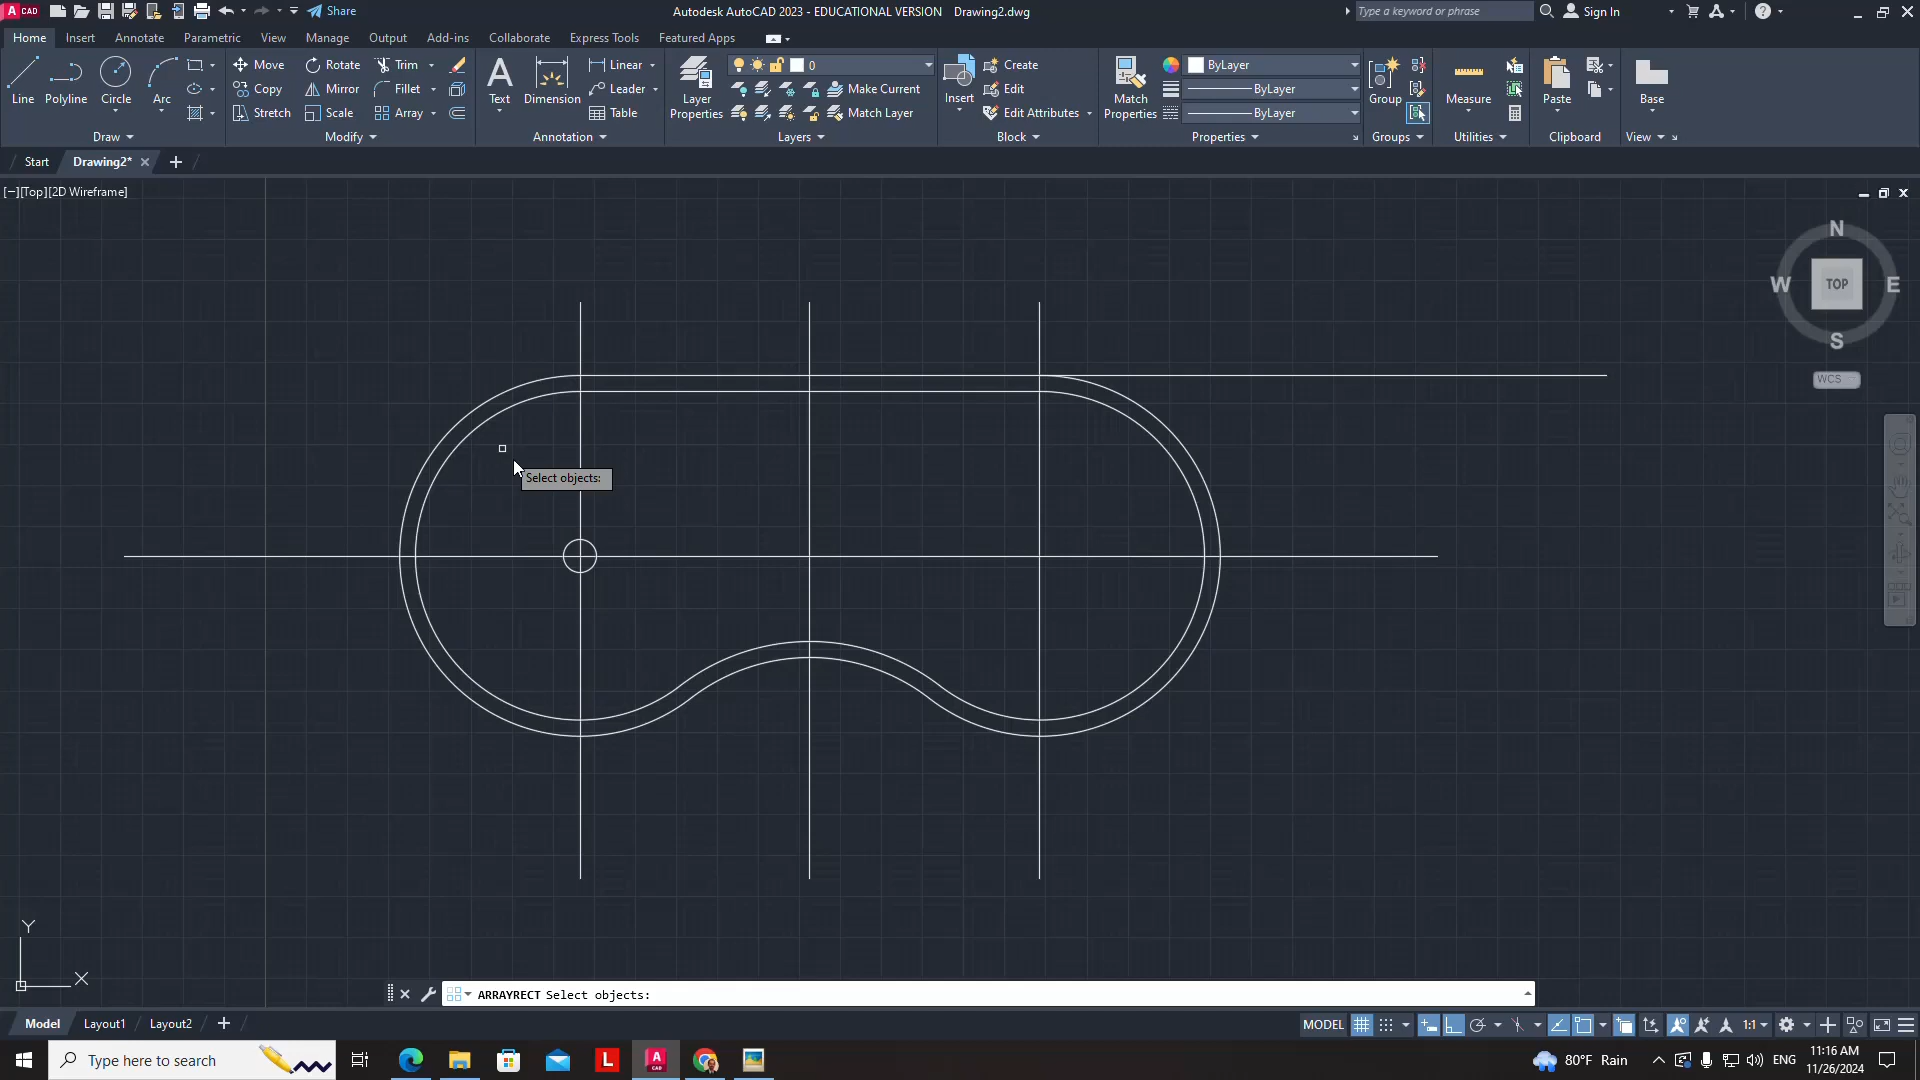 A CAD Share Autodesk AutoCAD 2023 - EDUCATIONAL VERSION Drawing2.dwg Type a keyword or phrase Sign In
Home Insert Annotate Parametric View Manage Output Add-ins Collaborate Express Tools Featured Apps
Line Polyline Circle Arc
Move Rotate Trim
Copy Mirror Fillet
Stretch Scale Array
Text Dimension
Linear
Leader
Table
Layer Properties
0
Make Current
Match Layer
Insert
Create
Edit
Edit Attributes
Match Properties
ByLayer
ByLayer
ByLayer
Group Measure Paste Base
Draw Modify Annotation Layers Block Properties Groups Utilities Clipboard View
Start Drawing2*
[−][Top][2D Wireframe]
N
W TOP E
S
WCS
Select objects:
Y
X
ARRAYRECT Select objects:
Model Layout1 Layout2 MODEL 1:1
Type here to search L A CAD 80°F Rain ENG 11:16 AM
11/26/2024